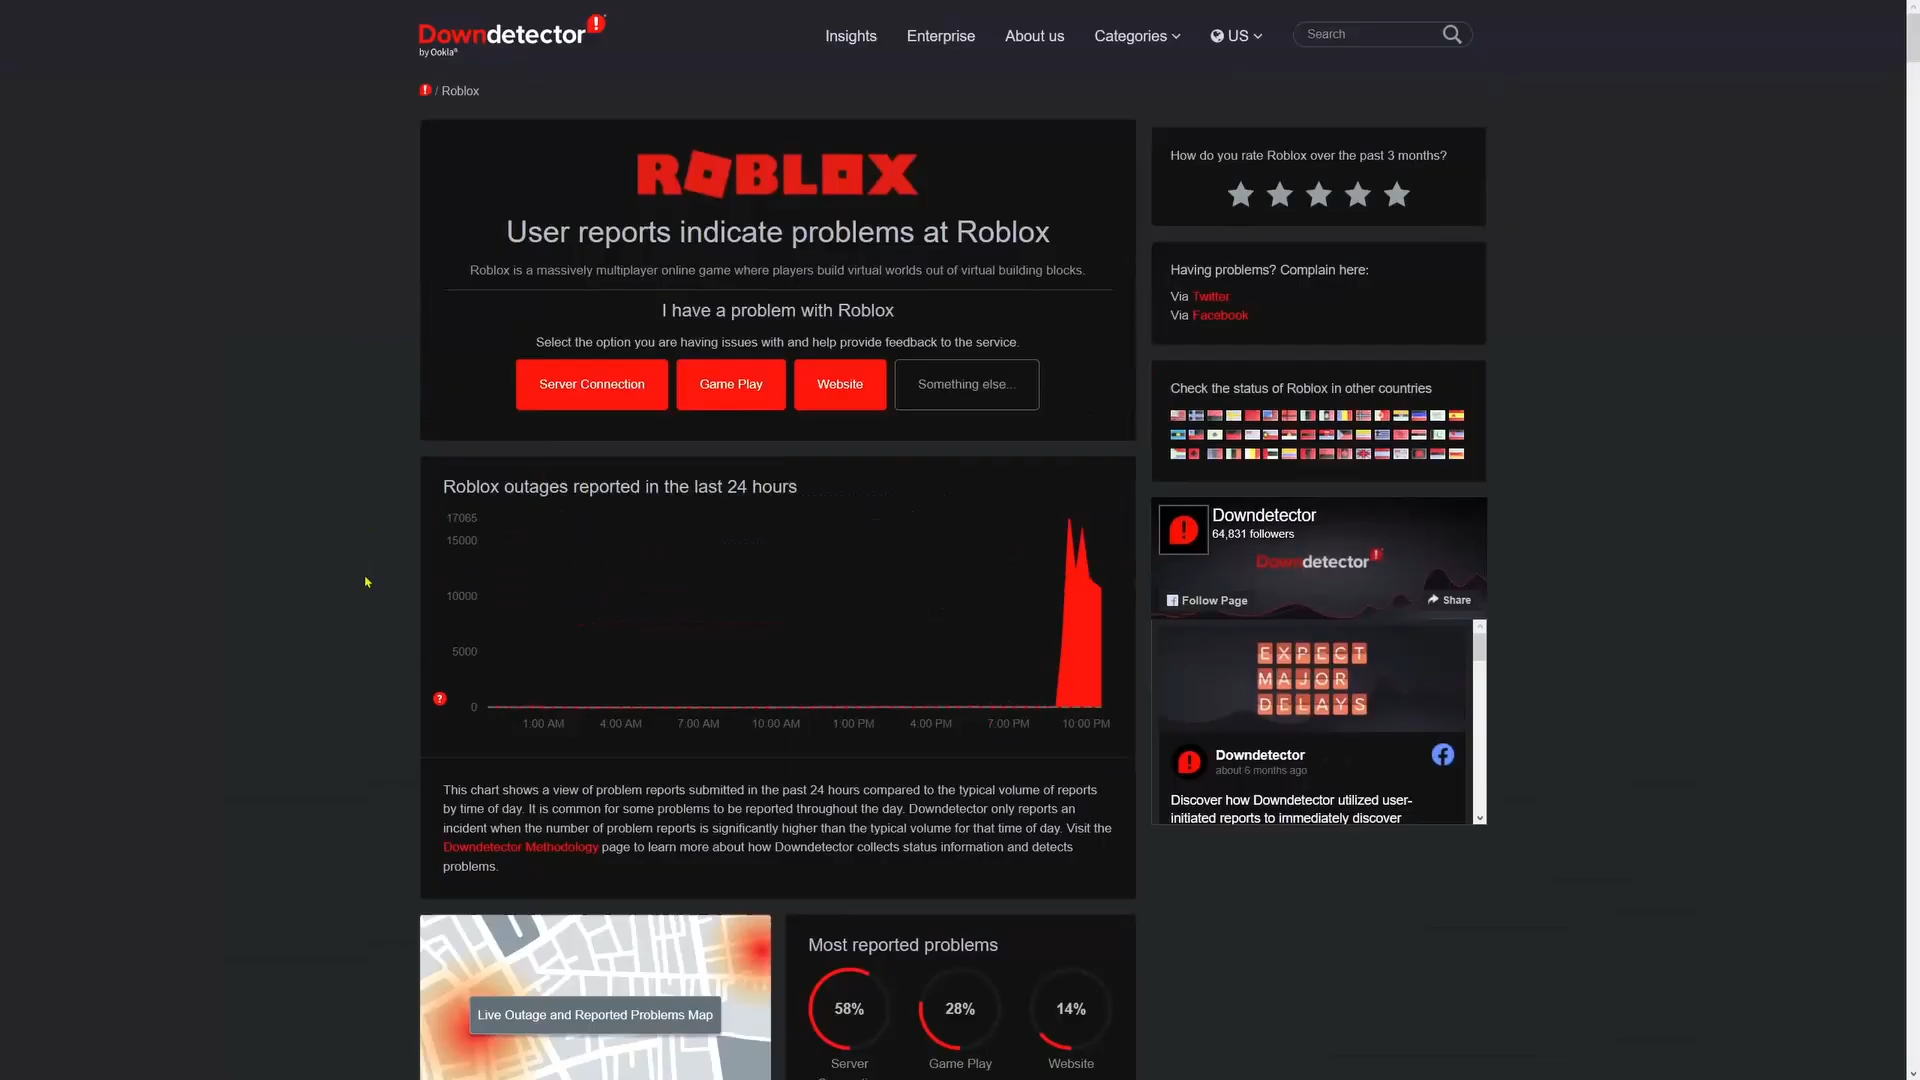 Downdetector
by Ookla®
Insights
Enterprise
About us
Categories
US
Search
/ Roblox
ROBLOX
User reports indicate problems at Roblox
Roblox is a massively multiplayer online game where players build virtual worlds out of virtual building blocks.
I have a problem with Roblox
Select the option you are having issues with and help provide feedback to the service.
Server Connection
Game Play
Website
Something else...
Roblox outages reported in the last 24 hours
17065
15000
10000
5000
0
1:00 AM
4:00 AM
7:00 AM
10:00 AM
1:00 PM
4:00 PM
7:00 PM
10:00 PM
This chart shows a view of problem reports submitted in the past 24 hours compared to the typical volume of reports
by time of day. It is common for some problems to be reported throughout the day. Downdetector only reports an
incident when the number of problem reports is significantly higher than the typical volume for that time of day. Visit the
Downdetector Methodology page to learn more about how Downdetector collects status information and detects
problems.
Live Outage and Reported Problems Map
Most reported problems
58%
28%
14%
Server
Game Play
Website
How do you rate Roblox over the past 3 months?
Having problems? Complain here:
Via Twitter
Via Facebook
Check the status of Roblox in other countries
Downdetector
64,831 followers
Downdetector
Follow Page
Share
EXPECT
MAJOR
DELAYS
Downdetector
about 6 months ago
Discover how Downdetector utilized user-
initiated reports to immediately discover